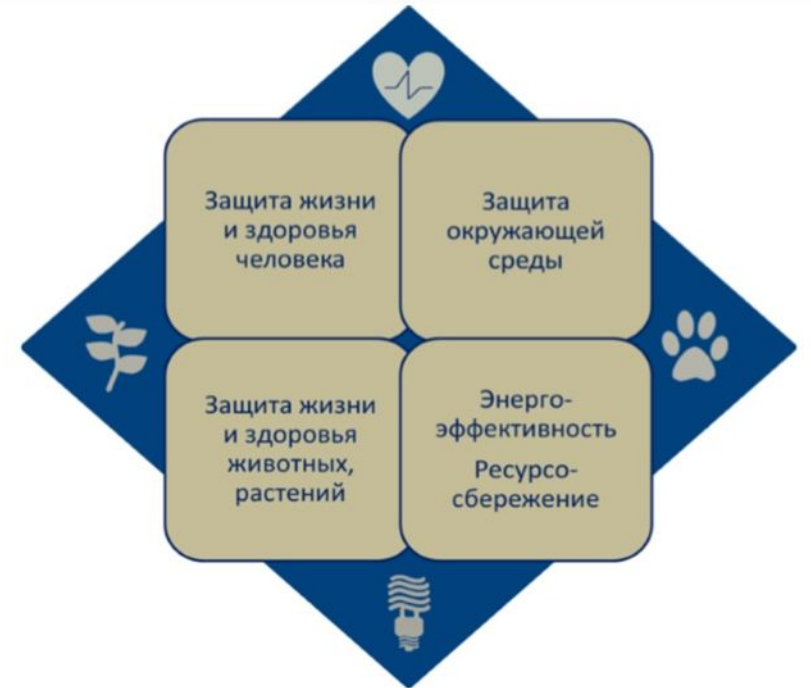 Защита жизни
и здоровья
человека
Защита
окружающей
среды
Защита жизни
и здоровья
животных,
растений
Энерго-
эффективность
Ресурсо-
сбережение